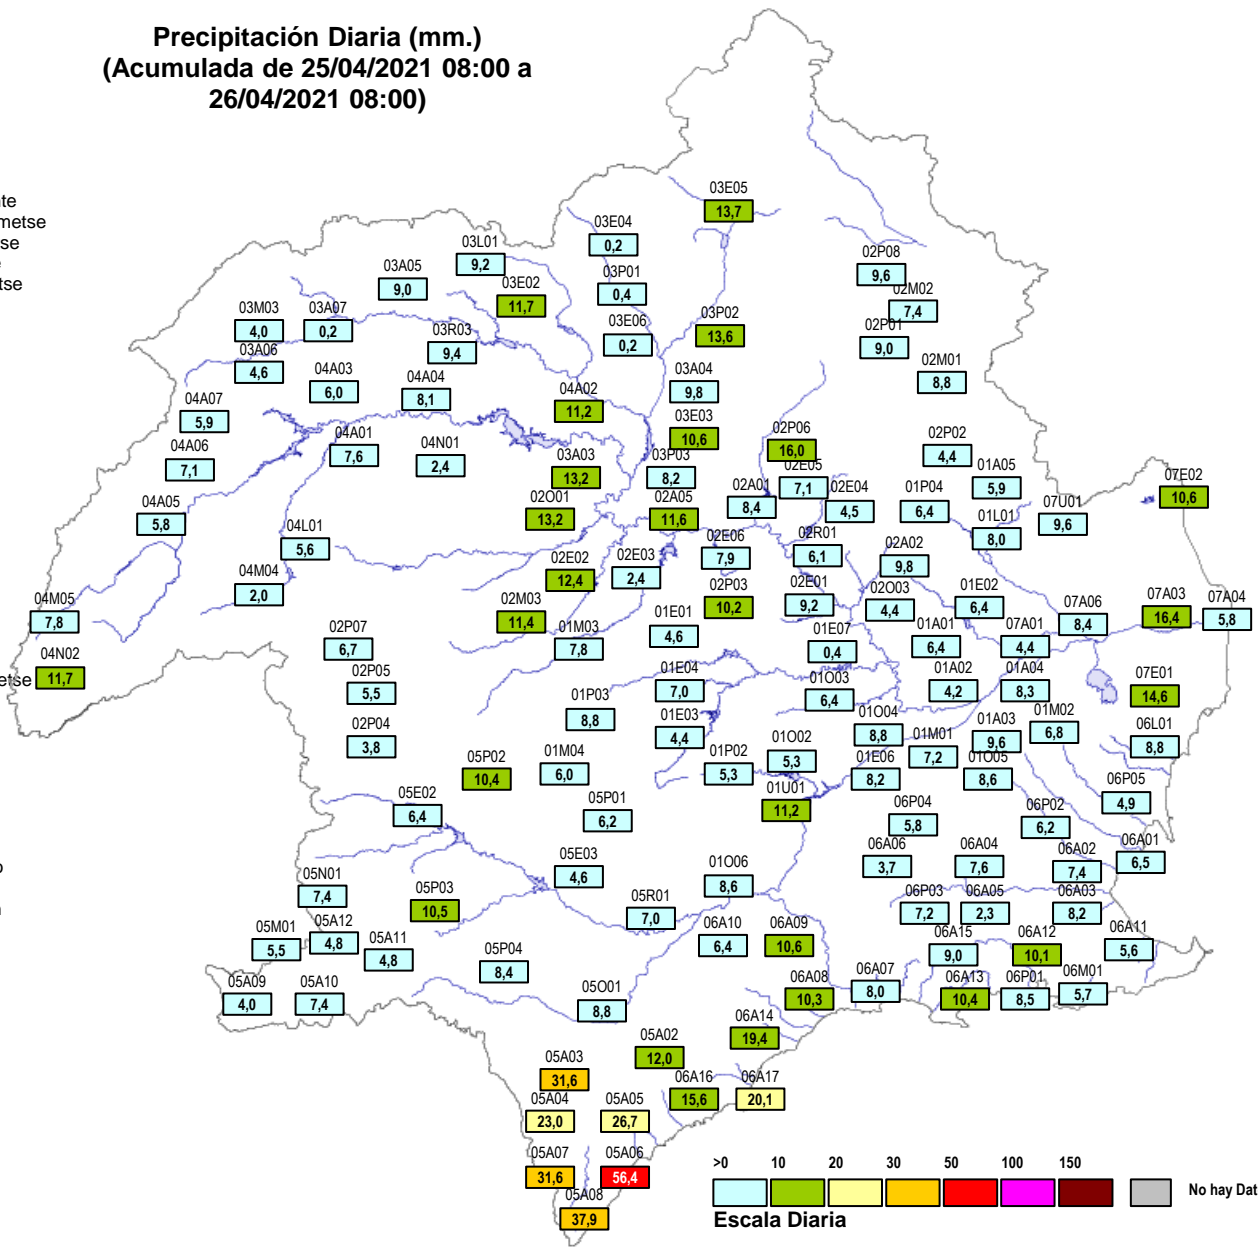 Precipitación Diaria (mm.)
(Acumulada de 25/04/2021 08:00 a
26/04/2021 08:00)
metse
03E05
13,7
03E04
0,2
03L01
9,2
02P08
9,6
03A05
9,0
03P01
0,4
03E02
11,7
02M02
7,4
03M03
4,0
03A07
0,2
03P02
13,6
03R03
9,4
03E06
0,2
02P01
9,0
03A06
4,6
02M01
8,8
04A03
6,0
04A04
8,1
03A04
9,8
04A02
11,2
04A07
5,9
03E03
10,6
04A01
7,6
02P06
16,0
02P02
4,4
04A06
7,1
04N01
2,4
03A03
13,2
03P03
8,2
02E05
7,1
01A05
5,9
07E02
10,6
04A05
5,8
02O01
13,2
02A05
11,6
02A01
8,4
02E04
4,5
01P04
6,4
07U01
9,6
01L01
8,0
04L01
5,6
02E06
7,9
02R01
6,1
02A02
9,8
02E02
12,4
02E03
2,4
04M04
2,0
04M05
7,8
02M03
11,4
02P03
10,2
02E01
9,2
02O03
4,4
01E02
6,4
07A06
8,4
07A03
16,4
07A04
5,8
01E01
4,6
01M03
7,8
02P07
6,7
01E07
0,4
01A01
6,4
07A01
4,4
04N02
etse
11,7
02P05
5,5
01E04
7,0
01O03
6,4
01A02
4,2
01A04
8,3
07E01
14,6
01P03
8,8
01E03
4,4
01O04
8,8
01A03
9,6
01M02
6,8
06L01
8,8
02P04
3,8
01M01
7,2
05P02
10,4
01M04
6,0
01P02
5,3
01O02
5,3
01E06
8,2
01O05
8,6
06P05
4,9
01U01
11,2
05E02
6,4
05P01
6,2
06P04
5,8
06P02
6,2
06A01
6,5
05E03
4,6
01O06
8,6
06A06
3,7
06A04
7,6
06A02
7,4
05N01
7,4
05P03
10,5
05R01
7,0
06P03
7,2
06A05
2,3
06A03
8,2
05M01
5,5
05A12
4,8
05A11
4,8
06A10
6,4
06A09
10,6
06A15
9,0
06A12
10,1
06A11
5,6
05P04
8,4
05A09
4,0
05A10
7,4
05O01
8,8
06A08
10,3
06A07
8,0
06A13
10,4
06P01
8,5
06M01
5,7
06A14
19,4
05A02
12,0
05A03
31,6
06A16
15,6
06A17
20,1
05A04
23,0
05A05
26,7
05A07
31,6
05A06
56,4
05A08
37,9
>0 10 20 30 50 100 150
No hay Dat
Escala Diaria